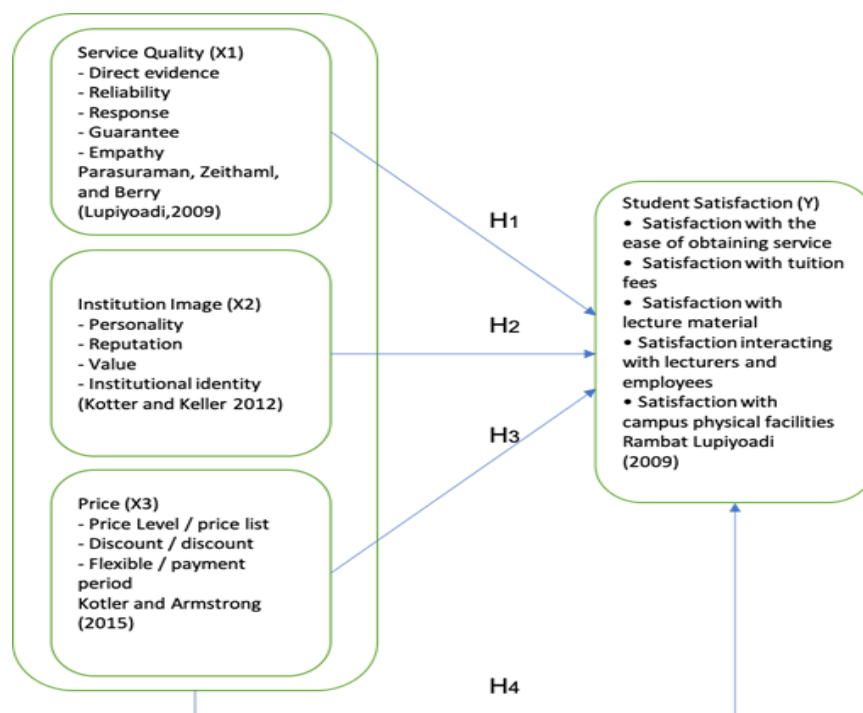 Service Quality (X1)
- Direct evidence
- Reliability
- Response
- Guarantee
- Empathy
Parasuraman, Zeithaml,
and Berry
(Lupiyoadi,2009)
H1
Student Satisfaction (Y)
• Satisfaction with the
ease of obtaining service
• Satisfaction with tuition
fees
• Satisfaction with
lecture material
• Satisfaction interacting
with lecturers and
employees
• Satisfaction with
campus physical facilities
Rambat Lupiyoadi
(2009)
Institution Image (X2)
- Personality
- Reputation
- Value
- Institutional identity
(Kotter and Keller 2012)
H2
H3
Price (X3)
- Price Level / price list
- Discount / discount
- Flexible / payment
period
Kotler and Armstrong
(2015)
H4